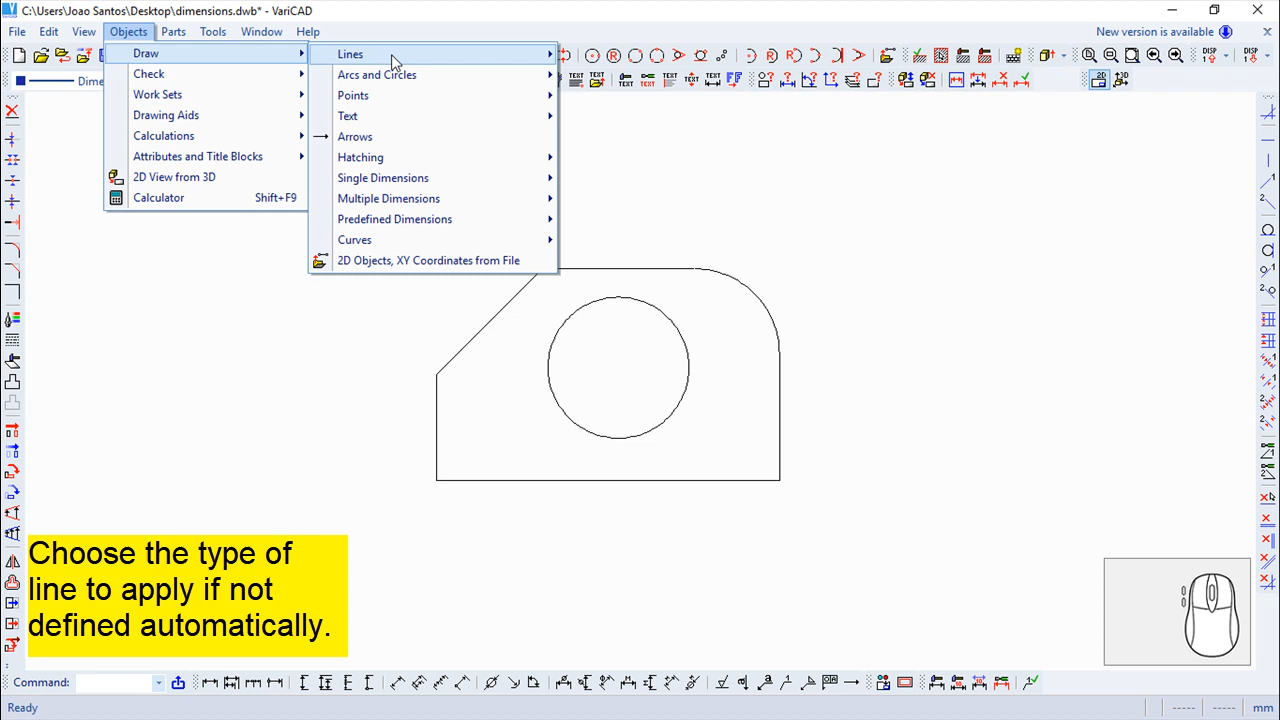 C:\Users\Joao Santos\Desktop\dimensions.dwb* - VariCAD
File Edit View Objects Parts Tools Window Help New version is available
Draw
Check
Work Sets
Drawing Aids
Calculations
Attributes and Title Blocks
2D View from 3D
Calculator Shift+F9
Lines
Arcs and Circles
Points
Text
Arrows
Hatching
Single Dimensions
Multiple Dimensions
Predefined Dimensions
Curves
2D Objects, XY Coordinates from File
Dime
Choose the type of
line to apply if not
defined automatically.
Command:
Ready ----- ----- mm